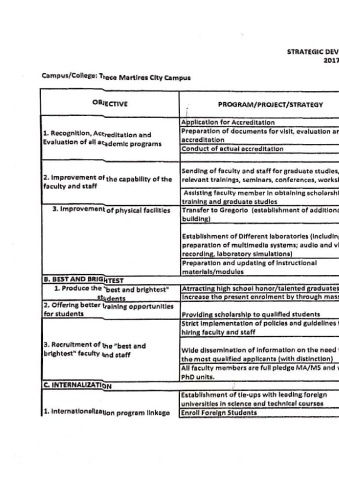 STRATEGIC DEV
2017
Campus/College: Trece Martires City Campus
OBJECTIVE
PROGRAM/PROJECT/STRATEGY
Application for Accreditation
1. Recognition, Accreditation and
Evaluation of all academic programs
Preparation of documents for visit, evaluation an
accreditation
Conduct of actual accreditation
2. Improvement of the capability of the
faculty and staff
Sending of faculty and staff for graduate studies,
relevant trainings, seminars, conferences, works
Assisting faculty member in obtaining scholarsh
training and graduate studies
3. Improvement of physical facilities
Transfer to Gregorio (establishment of additiona
building)
Establishment of Different laboratories (includin
preparation of multimedia systems; audio and vi
recording, laboratory simulations)
Preparation and updating of instructional
materials/modules
B. BEST AND BRIGHTEST
1. Produce the "best and brightest"
students
Attracting high school honor/talented graduates
Increase the present enrolment by through mass
2. Offering better training opportunities
for students
Providing scholarship to qualified students
Strict implementation of policies and guidelines
hiring faculty and staff
3. Recruitment of the "best and
brightest" faculty and staff
Wide dissemination of information on the need
the most qualified applicants (with distinction)
All faculty members are full pledge MA/MS and
PhD units.
C. INTERNALIZATION
Establishment of tie-ups with leading foreign
universities in science and technical courses
1. Internationalization program linkage
Enroll Foreign Students